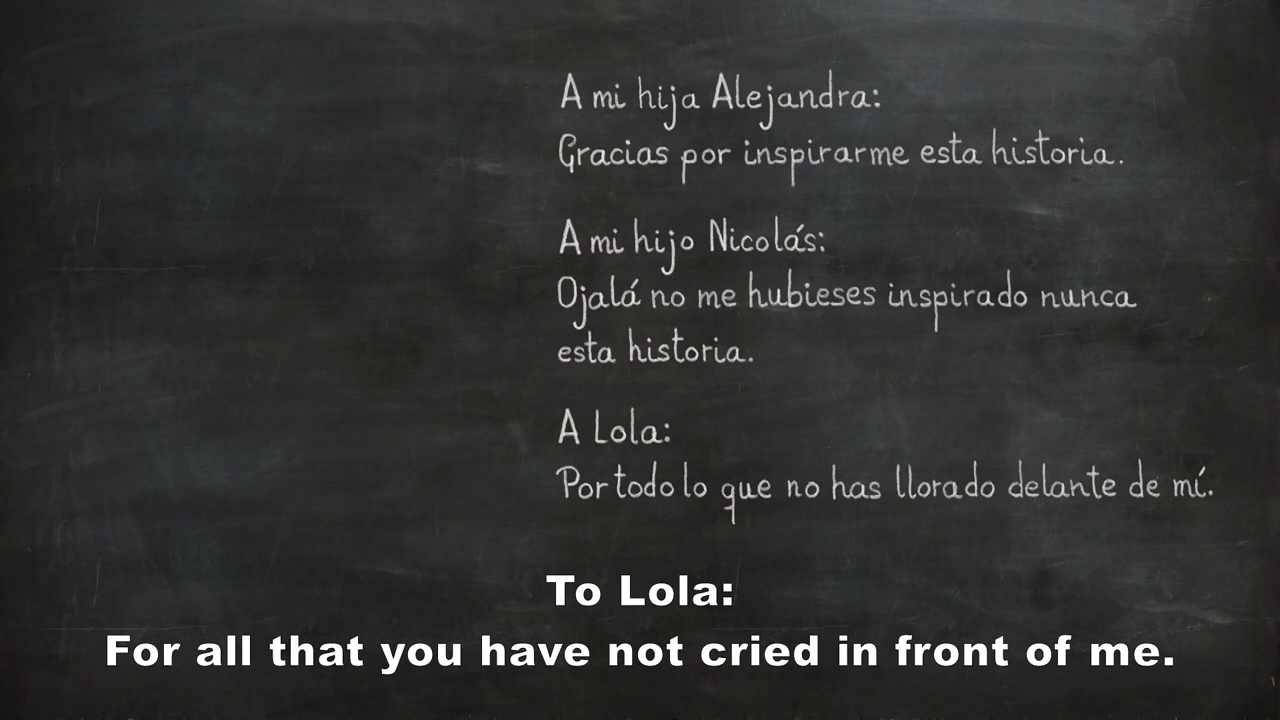 A mi hija Alejandra:
Gracias por inspirarme esta historia.
A mi hijo Nicolás:
Ojalá no me hubieses inspirado nunca
esta historia.
A Lola:
Por todo lo que no has llorado delante de mí.
To Lola:
For all that you have not cried in front of me.